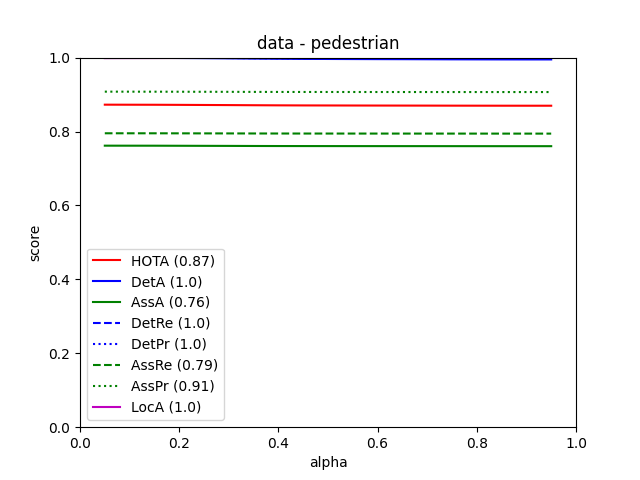 data - pedestrian
1.0
0.8
0.6
0.4
0.2
0.0
score
HOTA (0.87)
DetA (1.0)
AssA (0.76)
DetRe (1.0)
DetPr (1.0)
AssRe (0.79)
AssPr (0.91)
LocA (1.0)
0.0 0.2 0.4 0.6 0.8 1.0
alpha